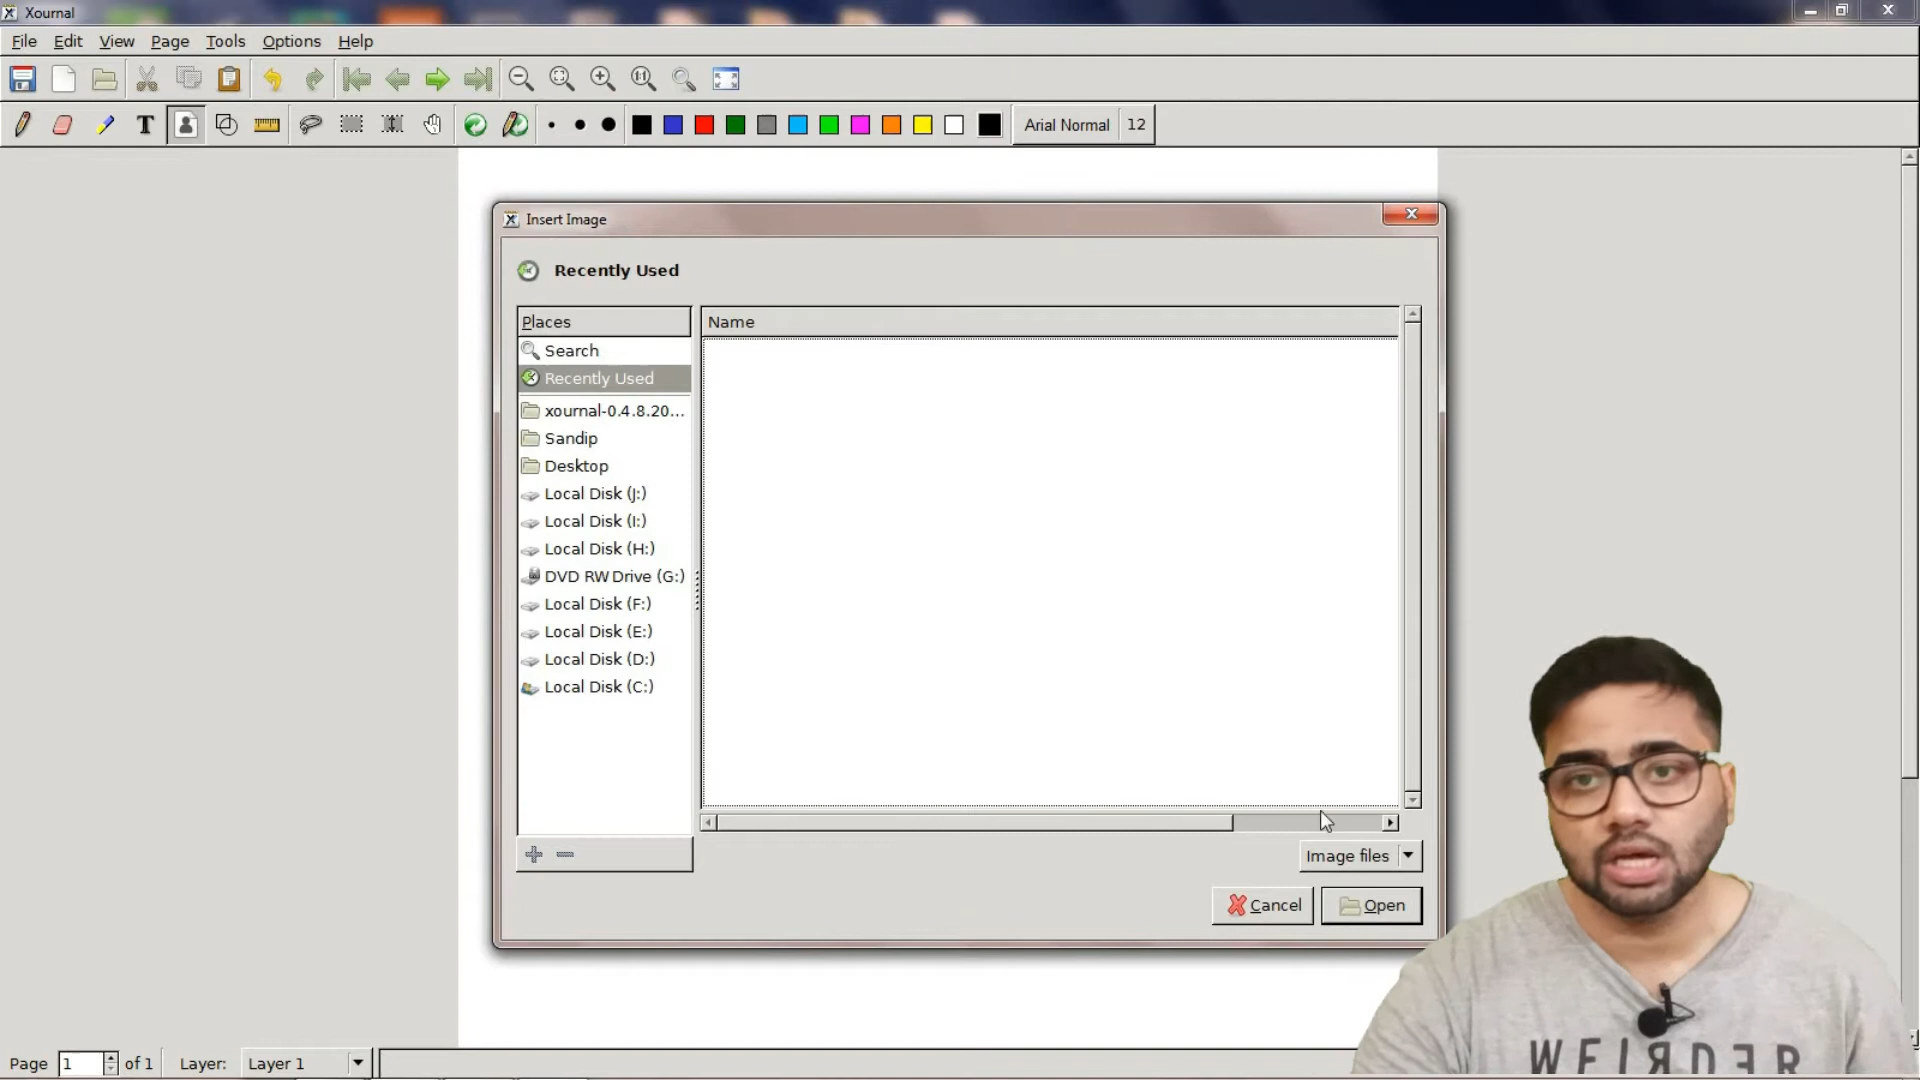 Xournal
File Edit View Page Tools Options Help
T Arial Normal 12
Insert Image
Recently Used
Places Name
Search
Recently Used
xournal-0.4.8.20...
Sandip
Desktop
Local Disk (J:)
Local Disk (I:)
Local Disk (H:)
DVD RW Drive (G:)
Local Disk (F:)
Local Disk (E:)
Local Disk (D:)
Local Disk (C:)
Image files
Cancel Open
WEIRDER
Page 1 of 1 Layer: Layer 1